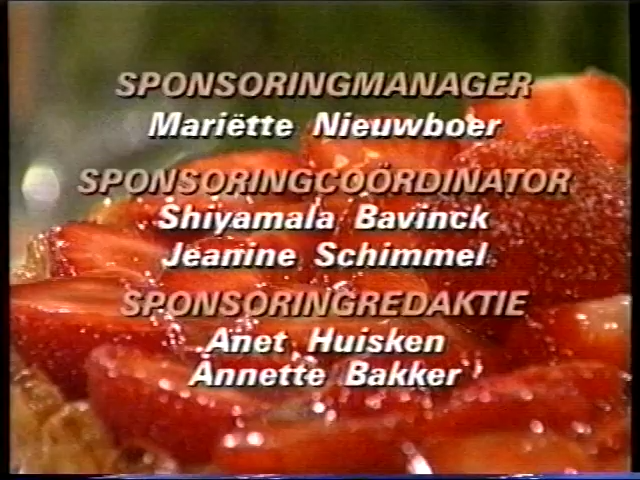 SPONSORINGMANAGER
Mariëtte Nieuwboer
SPONSORINGCOÖRDINATOR
Shiyamala Bavinck
Jeanine Schimmel
SPONSORINGREDAKTIE
Anet Huisken
Annette Bakker